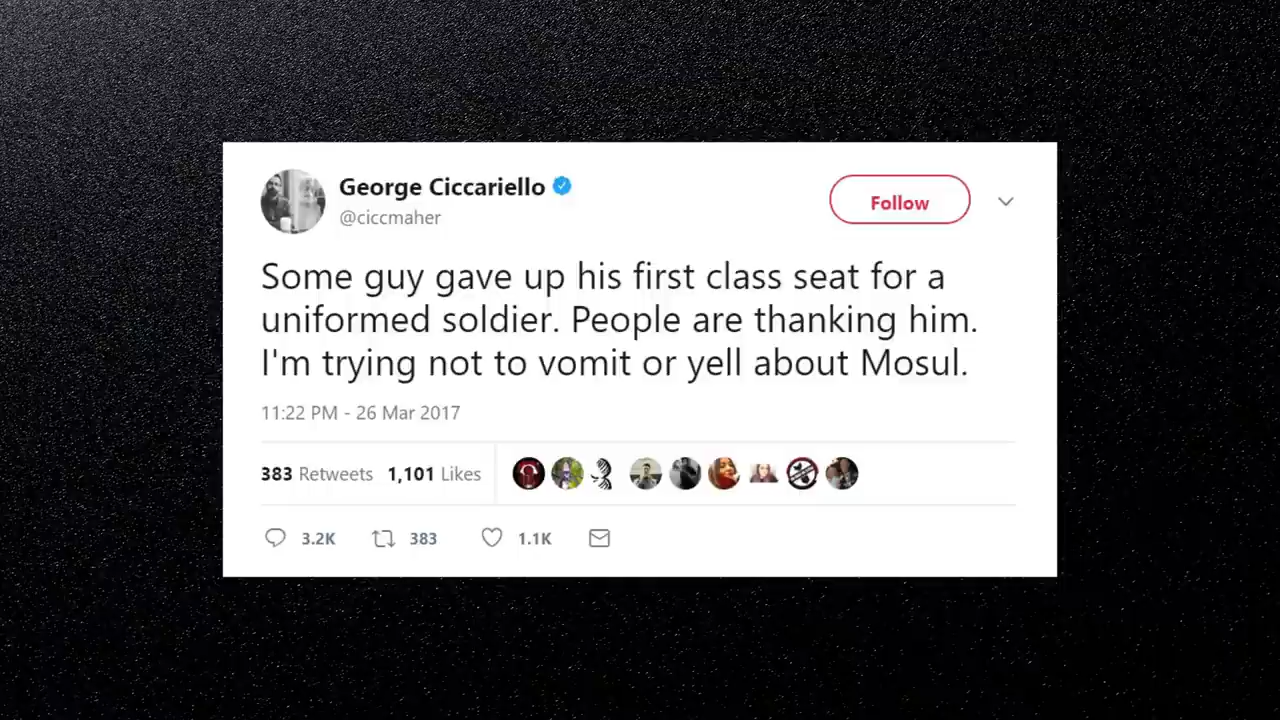 George Ciccariello
@ciccmaher
Follow
Some guy gave up his first class seat for a
uniformed soldier. People are thanking him.
I'm trying not to vomit or yell about Mosul.
11:22 PM - 26 Mar 2017
383 Retweets 1,101 Likes
3.2K 383 1.1K